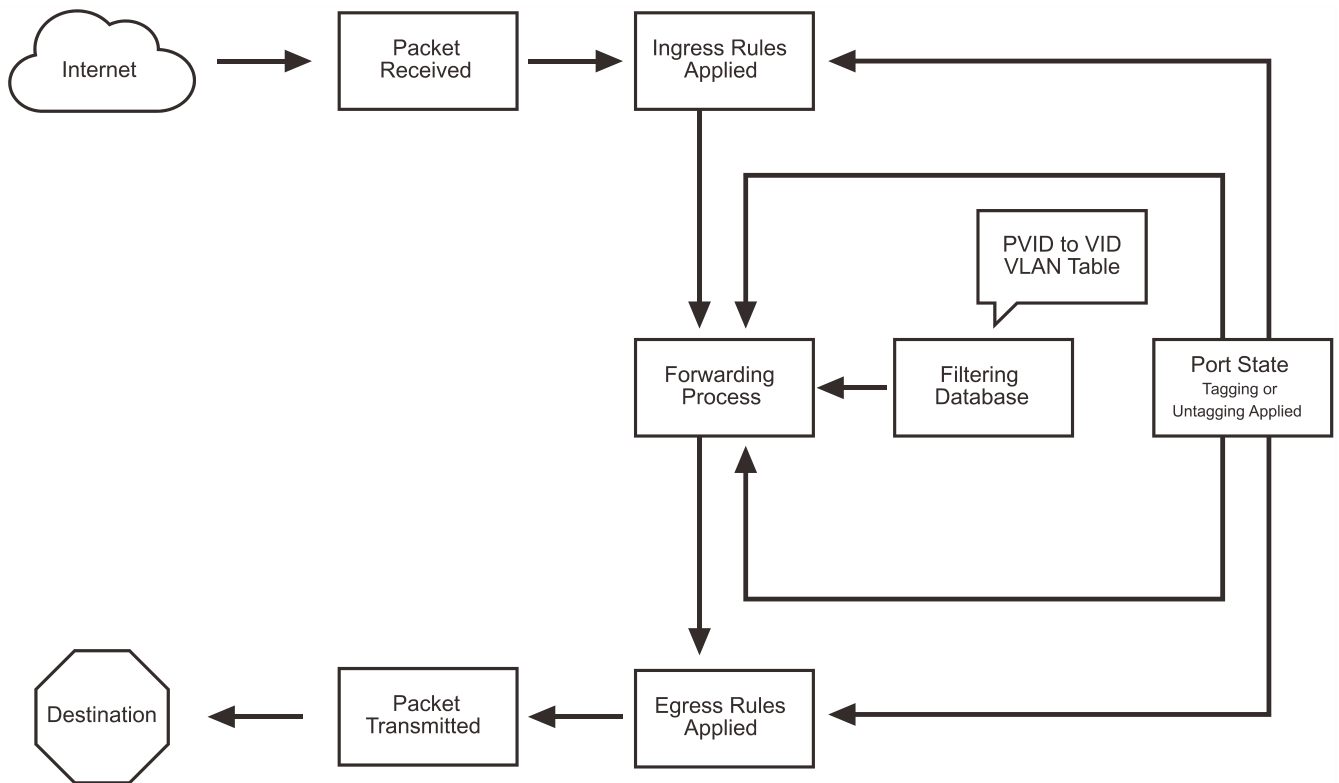 Internet
Packet
Received
Ingress Rules
Applied
PVID to VID
VLAN Table
Forwarding
Process
Filtering
Database
Port State
Tagging or
Untagging Applied
Destination
Packet
Transmitted
Egress Rules
Applied